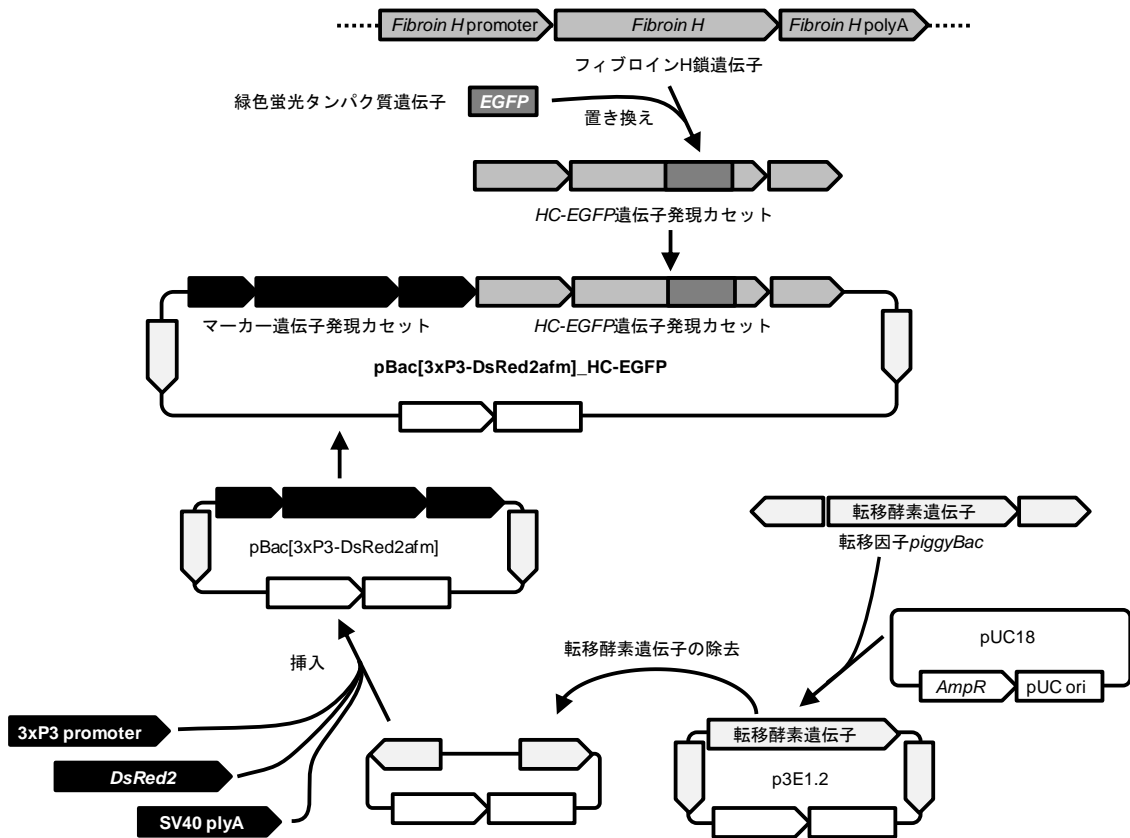 Fibroin H promoter
Fibroin H
Fibroin H polyA
フィブロインH鎖遺伝子
緑色蛍光タンパク質遺伝子
EGFP
置き換え
HC-EGFP遺伝子発現カセット
マーカー遺伝子発現カセット
HC-EGFP遺伝子発現カセット
pBac[3xP3-DsRed2afm]_HC-EGFP
pBac[3xP3-DsRed2afm]
転移酵素遺伝子
転移因子piggyBac
pUC18
AmpR
pUC ori
挿入
転移酵素遺伝子の除去
3xP3 promoter
DsRed2
SV40 plyA
転移酵素遺伝子
p3E1.2